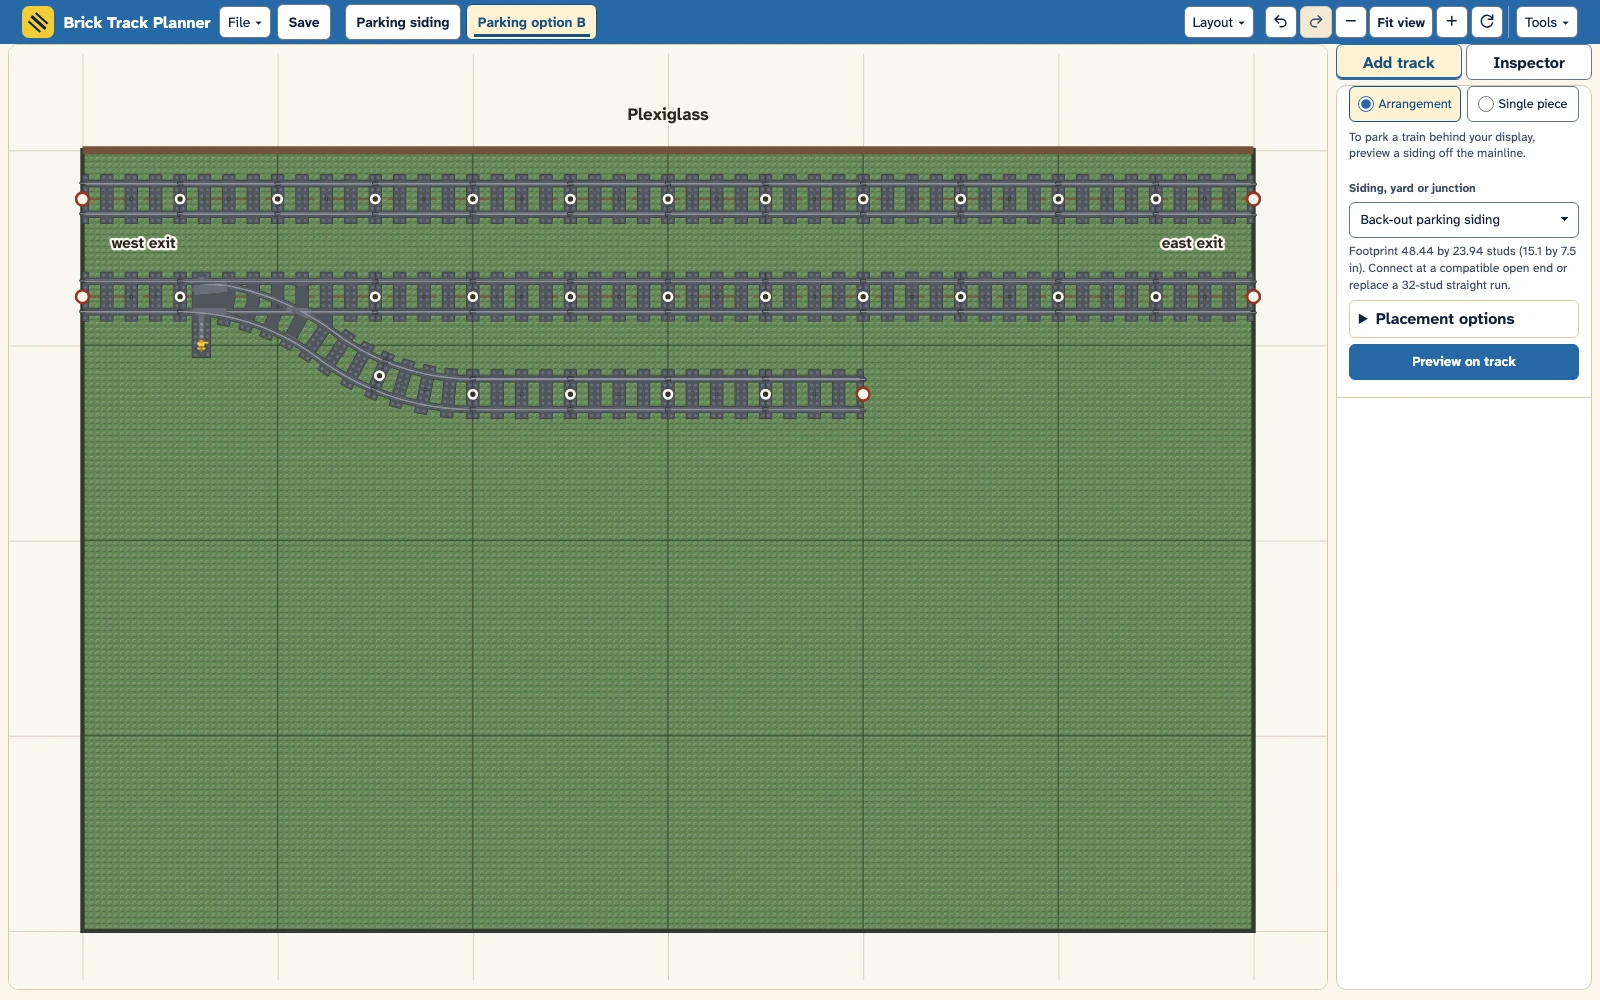 Brick Track Planner
File
Save
Parking siding
Parking option B
Layout
Fit view
Tools
Plexiglass
west exit
east exit
Add track
Inspector
Arrangement
Single piece
To park a train behind your display,
preview a siding off the mainline.
Siding, yard or junction
Back-out parking siding
Footprint 48.44 by 23.94 studs (15.1 by 7.5
in). Connect at a compatible open end or
replace a 32-stud straight run.
Placement options
Preview on track